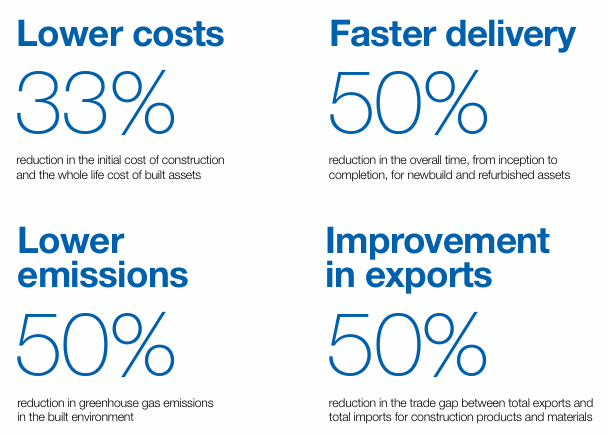 Lower costs
33%
reduction in the initial cost of construction
and the whole life cost of built assets
Faster delivery
50%
reduction in the overall time, from inception to
completion, for newbuild and refurbished assets
Lower
emissions
50%
reduction in greenhouse gas emissions
in the built environment
Improvement
in exports
50%
reduction in the trade gap between total exports and
total imports for construction products and materials